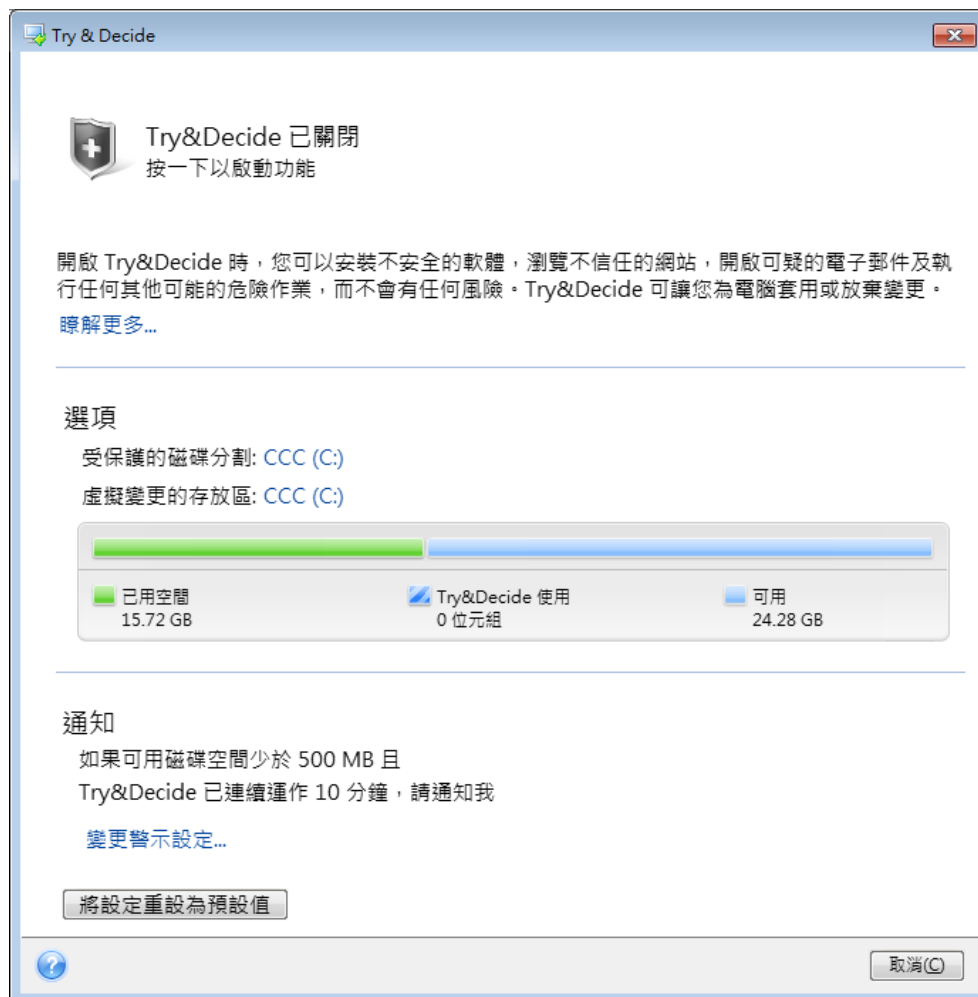 Try & Decide
Try&Decide 已關閉
按一下以啟動功能
開啟 Try&Decide 時，您可以安裝不安全的軟體，瀏覽不信任的網站，開啟可疑的電子郵件及執
行任何其他可能的危險作業，而不會有任何風險。Try&Decide 可讓您為電腦套用或放棄變更。
瞭解更多...
選項
受保護的磁碟分割: CCC (C:)
虛擬變更的存放區: CCC (C:)
已用空間
15.72 GB
Try&Decide 使用
0 位元組
可用
24.28 GB
通知
如果可用磁碟空間少於 500 MB 且
Try&Decide 已連續運作 10 分鐘，請通知我
變更警示設定...
將設定重設為預設值
取消(C)